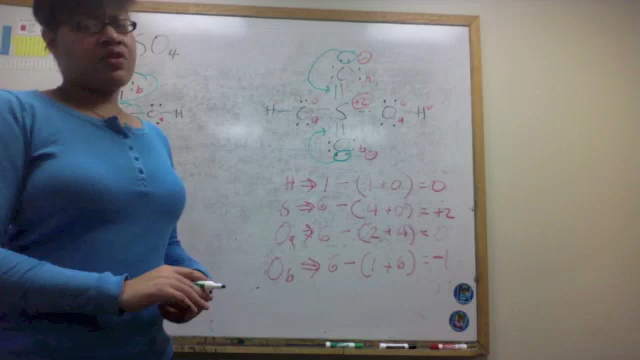 SO4
b
C H
a
O b
H O S +2 O H
a a
O b
H ⇒ 1 - (1+0) = 0
S ⇒ 6 - (4+0) = +2
Oa ⇒ 6 - (2+4) = 0
Ob ⇒ 6 - (1+6) = -1